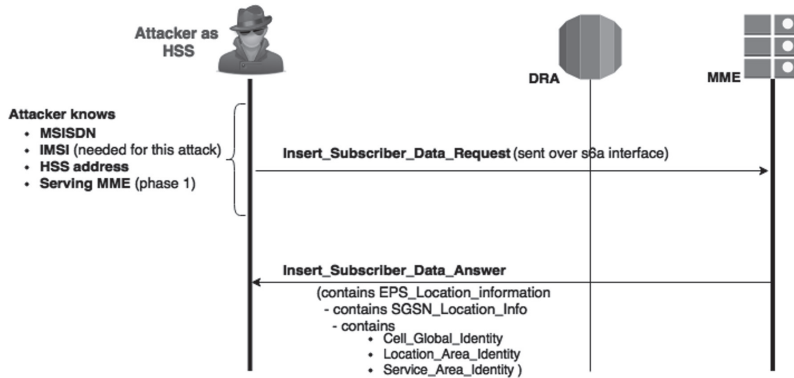 Attacker as
HSS
DRA
MME
Attacker knows
• MSISDN
• IMSI (needed for this attack)
• HSS address
• Serving MME (phase 1)
Insert_Subscriber_Data_Request (sent over s6a interface)
Insert_Subscriber_Data_Answer
(contains EPS_Location_information
- contains SGSN_Location_Info
- contains
• Cell_Global_Identity
• Location_Area_Identity
• Service_Area_Identity )